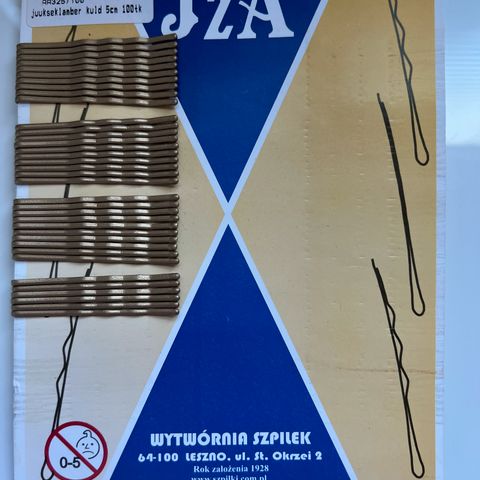 juukseklamber kuld 5cm 100tk
JZA
0-5
WYTWÓRNIA SZPILEK
64-100 LESZNO, ul. St. Okrzei 2
Rok założenia 1928
www.szpilki.com.pl